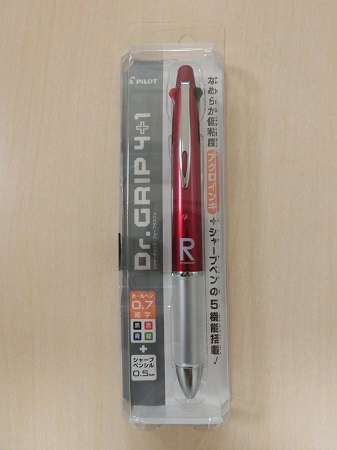 PILOT
Dr.GRIP 4+1
なめらか低粘度
アクロインキ+シャープペンの5機能搭載!
R
ボールペン
0.7
細字
黒 赤
青 緑
+
シャープ
ペンシル
0.5mm